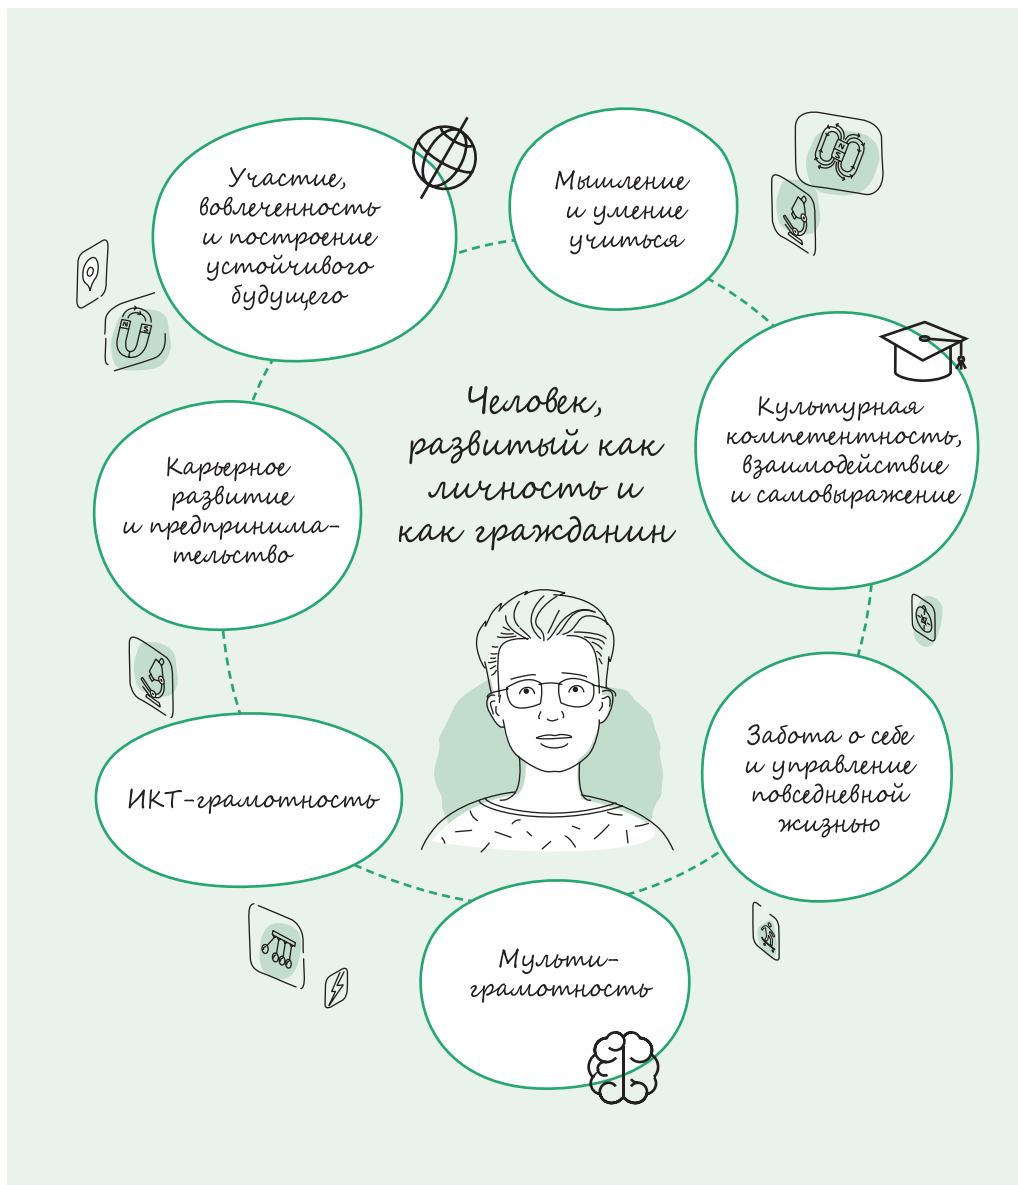 Участие,
вовлеченность
и построение
устойчивого
будущего
Мышление
и умение
учиться
Культурная
компетентность,
взаимодействие
и самовыражение
Человек,
развитый как
личность и
как гражданин
Карьерное
развитие
и предпринима-
тельство
Забота о себе
и управление
повседневной
жизнью
ИКТ-грамотность
Мульти-
грамотность